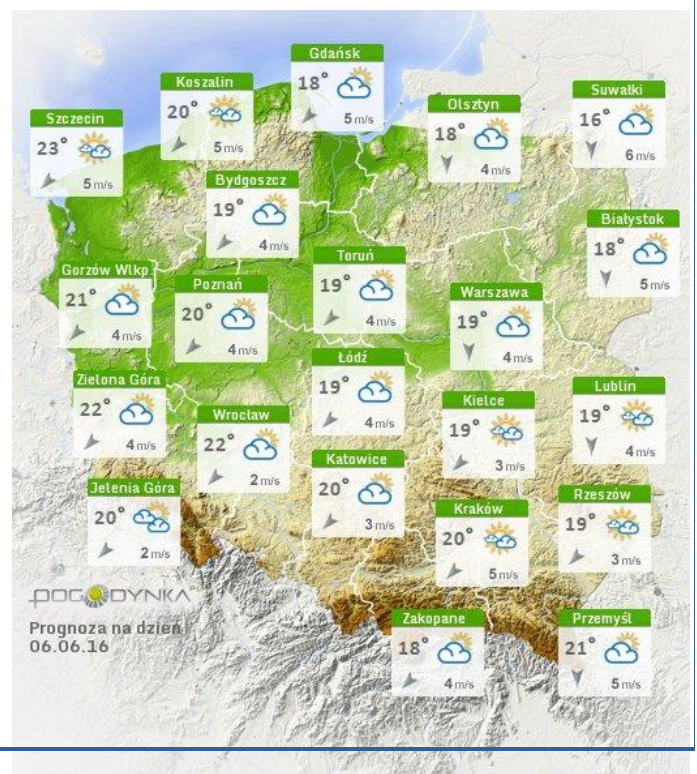 Gdańsk
18°
5 m/s
Koszalin
20°
5 m/s
Suwałki
16°
6 m/s
Olsztyn
18°
4 m/s
Szczecin
23°
5 m/s
Bydgoszcz
19°
4 m/s
Białystok
18°
5 m/s
Toruń
19°
4 m/s
Gorzów Wlkp.
21°
4 m/s
Poznań
20°
4 m/s
Warszawa
19°
4 m/s
Łódź
19°
4 m/s
Zielona Góra
22°
4 m/s
Lublin
19°
4 m/s
Kielce
19°
3 m/s
Wrocław
22°
2 m/s
Katowice
20°
3 m/s
Jelenia Góra
20°
2 m/s
Rzeszów
19°
3 m/s
Kraków
20°
5 m/s
POGODYNKA
Prognoza na dzień
06.06.16
Zakopane
18°
4 m/s
Przemyśl
21°
5 m/s